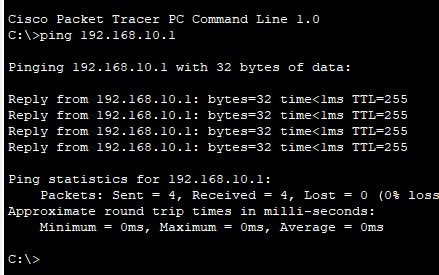 Cisco Packet Tracer PC Command Line 1.0
C:\>ping 192.168.10.1
Pinging 192.168.10.1 with 32 bytes of data:
Reply from 192.168.10.1: bytes=32 time<1ms TTL=255
Reply from 192.168.10.1: bytes=32 time<1ms TTL=255
Reply from 192.168.10.1: bytes=32 time<1ms TTL=255
Reply from 192.168.10.1: bytes=32 time<1ms TTL=255
Ping statistics for 192.168.10.1:
Packets: Sent = 4, Received = 4, Lost = 0 (0% loss
Approximate round trip times in milli-seconds:
Minimum = 0ms, Maximum = 0ms, Average = 0ms
C:\>